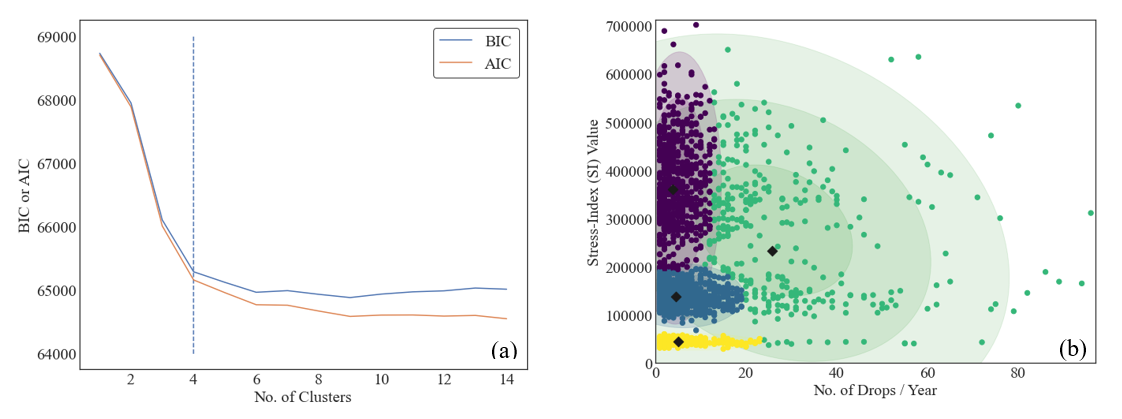 69000
68000
67000
66000
65000
64000
BIC or AIC
BIC
AIC
(a)
2 4 6 8 10 12 14
No. of Clusters
700000
600000
500000
400000
300000
200000
100000
0
Stress-Index (SI) Value
(b)
0 20 40 60 80
No. of Drops / Year